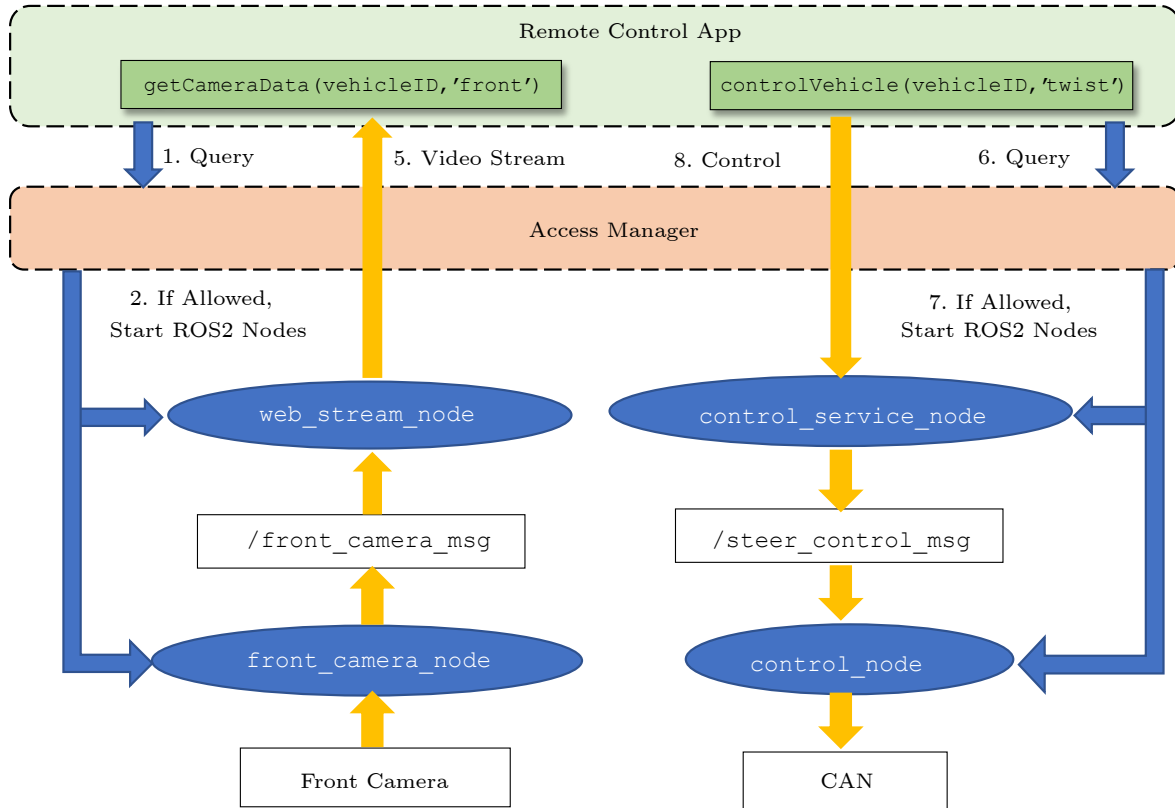 Remote Control App
getCameraData(vehicleID,'front')
controlVehicle(vehicleID,'twist')
1. Query
5. Video Stream
8. Control
6. Query
Access Manager
2. If Allowed,
Start ROS2 Nodes
7. If Allowed,
Start ROS2 Nodes
web_stream_node
control_service_node
/front_camera_msg
/steer_control_msg
front_camera_node
control_node
Front Camera
CAN